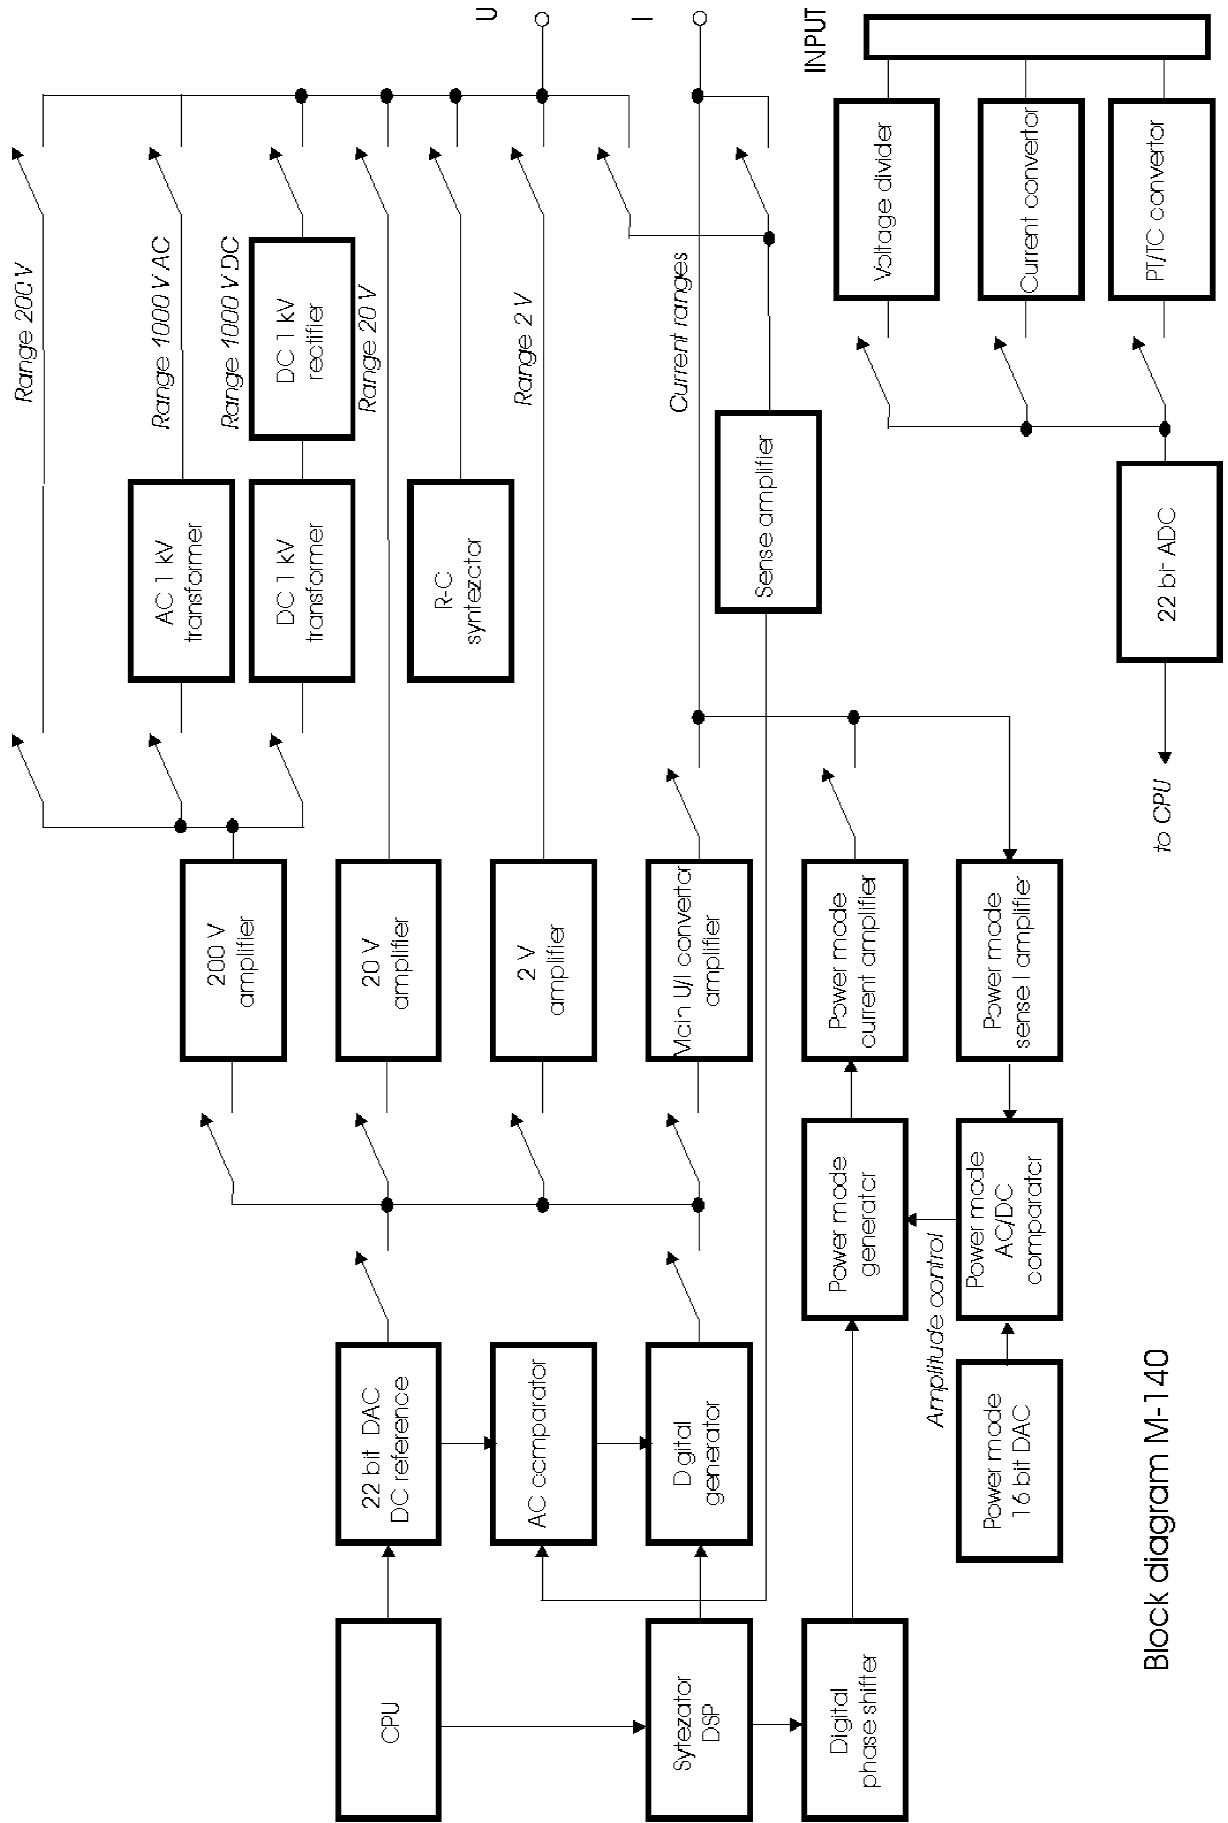 U
I
INPUT
Range 200 V
Range 1000 V AC
Range 1000 V DC
Range 20 V
Range 2 V
Current ranges
DC 1 kV
rectifier
AC 1 kV
transformer
DC 1 kV
transformer
R-C
syntezator
Sense amplifier
Voltage divider
Current convertor
PT/TC convertor
22 bit ADC
to CPU
200 V
amplifier
20 V
amplifier
2 V
amplifier
Main U/I convertor
amplifier
Power mode
current amplifier
Power mode
sense I amplifier
Power mode
generator
Power mode
AC/DC
comparator
Amplitude control
22 bit DAC
DC reference
AC comparator
Digital
generator
Power mode
16 bit DAC
CPU
Sytezator
DSP
Digital
phase shifter
Block diagram M-140